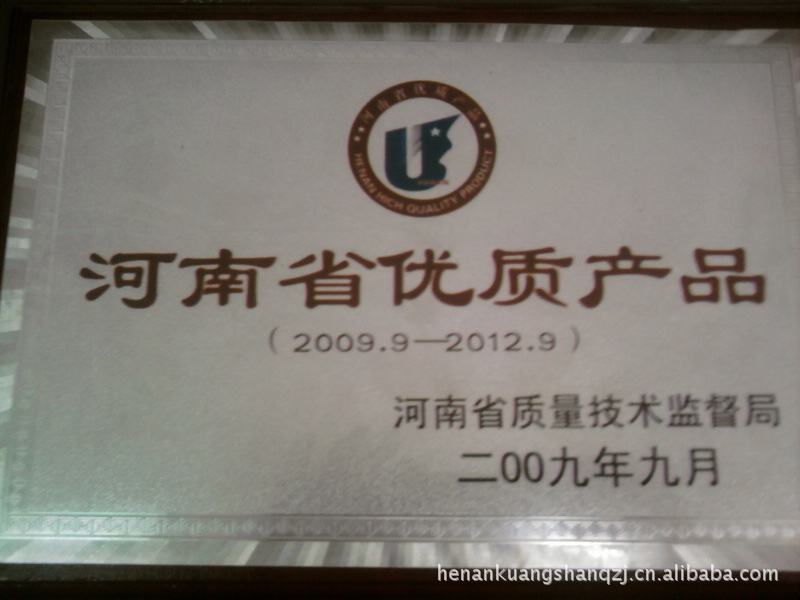 河南省优质产品
HENAN HIGH QUALITY PRODUCT
河南省优质产品
(2009.9—2012.9)
河南省质量技术监督局
二00九年九月
henankuangshanqzj.cn.alibaba.com